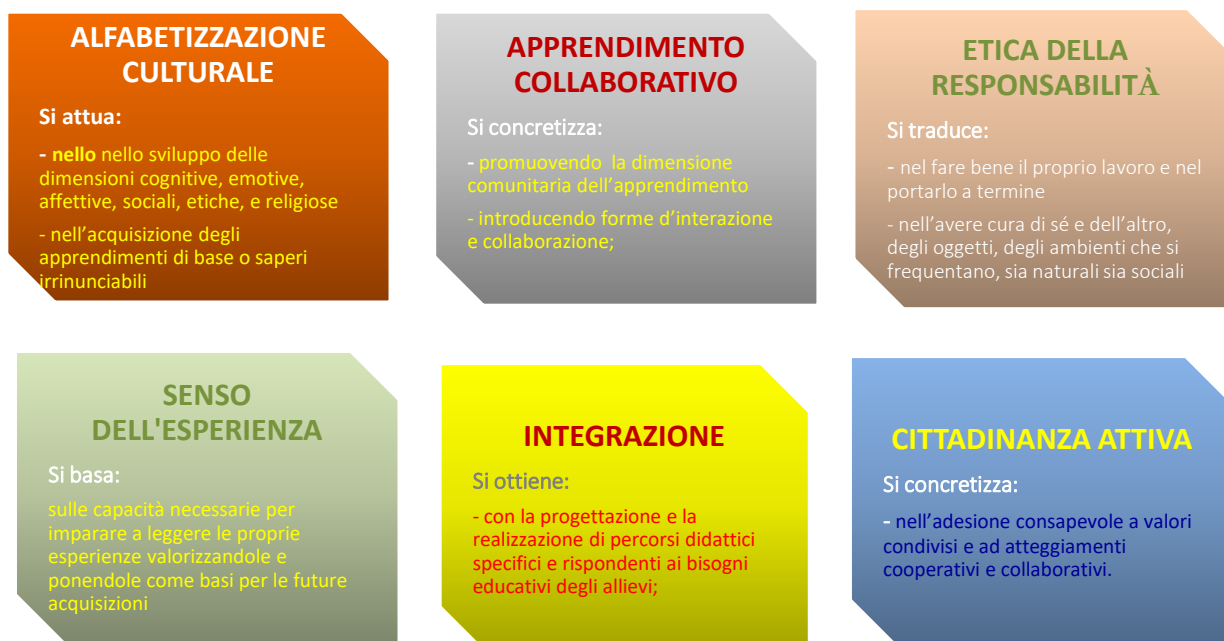 ALFABETIZZAZIONE
CULTURALE
Si attua:
- nello nello sviluppo delle
dimensioni cognitive, emotive,
affettive, sociali, etiche, e religiose
- nell’acquisizione degli
apprendimenti di base o saperi
irrinunciabili
APPRENDIMENTO
COLLABORATIVO
Si concretizza:
- promuovendo la dimensione
comunitaria dell’apprendimento
- introducendo forme d’interazione
e collaborazione;
ETICA DELLA
RESPONSABILITÀ
Si traduce:
- nel fare bene il proprio lavoro e nel
portarlo a termine
- nell’avere cura di sé e dell’altro,
degli oggetti, degli ambienti che si
frequentano, sia naturali sia sociali
SENSO
DELL'ESPERIENZA
Si basa:
sulle capacità necessarie per
imparare a leggere le proprie
esperienze valorizzandole e
ponendole come basi per le future
acquisizioni
INTEGRAZIONE
Si ottiene:
- con la progettazione e la
realizzazione di percorsi didattici
specifici e rispondenti ai bisogni
educativi degli allievi;
CITTADINANZA ATTIVA
Si concretizza:
- nell’adesione consapevole a valori
condivisi e ad atteggiamenti
cooperativi e collaborativi.